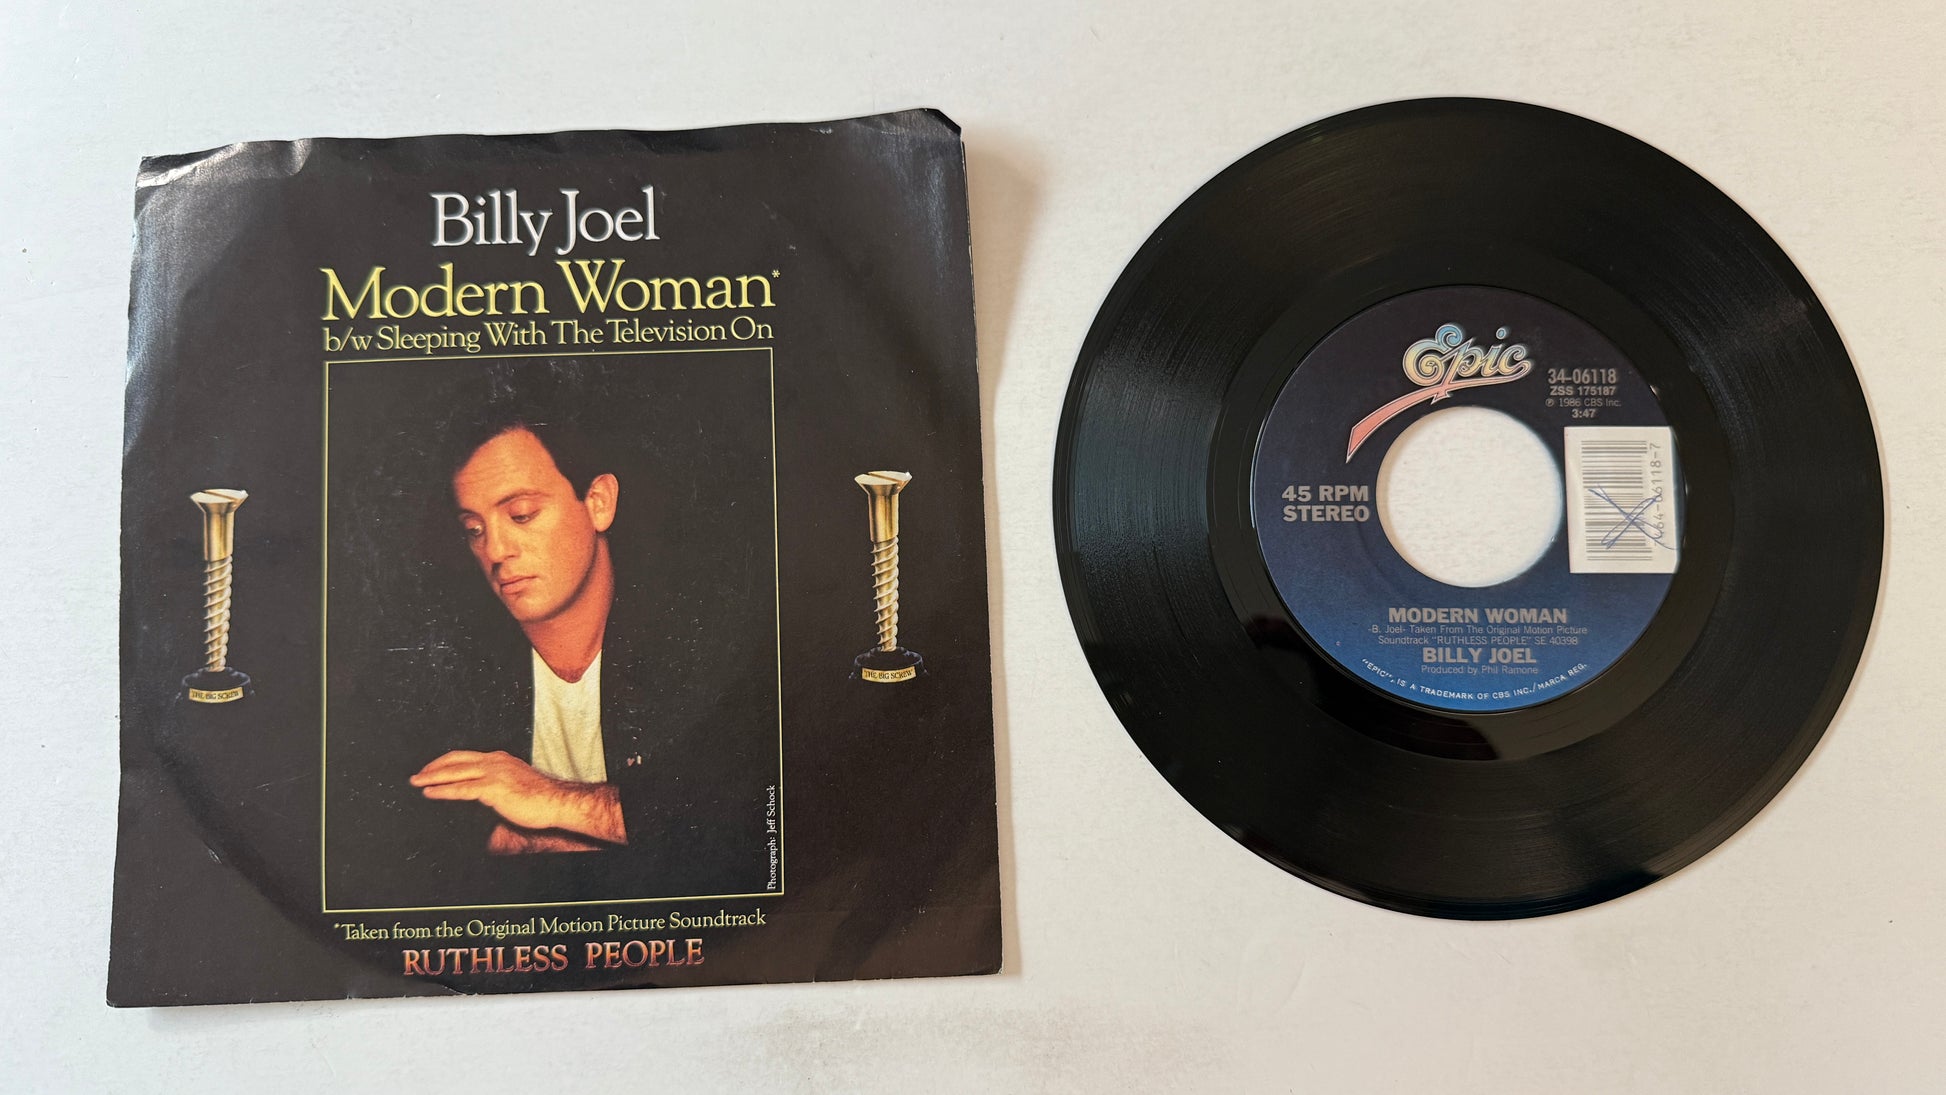 Billy Joel
Modern Woman*
b/w Sleeping With The Television On
THE BIG SCREW
THE BIG SCREW
Photograph: Jeff Schock
*Taken from the Original Motion Picture Soundtrack
RUTHLESS PEOPLE
Epic
34-06118
ZSS 175187
℗ 1986 CBS Inc.
3:47
45 RPM
STEREO
MODERN WOMAN
-B. Joel- Taken From The Original Motion Picture
Soundtrack "RUTHLESS PEOPLE" SE 40398
BILLY JOEL
Produced by Phil Ramone
"EPIC", IS A TRADEMARK OF CBS INC./MARCA REG.